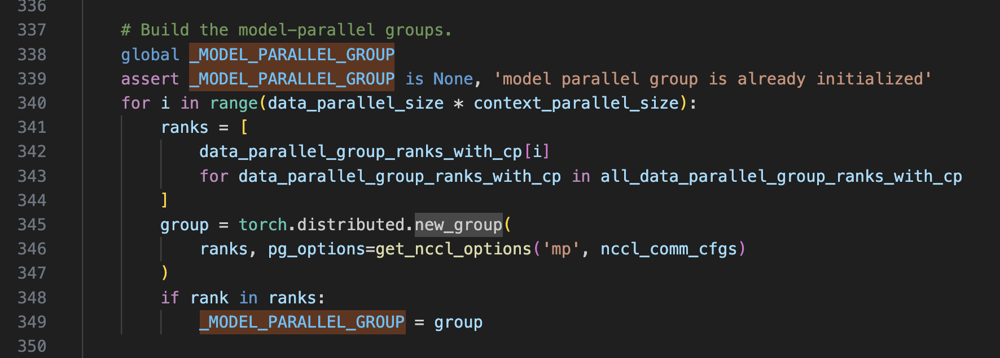 336
337 # Build the model-parallel groups.
338 global _MODEL_PARALLEL_GROUP
339 assert _MODEL_PARALLEL_GROUP is None, 'model parallel group is already initialized'
340 for i in range(data_parallel_size * context_parallel_size):
341 ranks = [
342 data_parallel_group_ranks_with_cp[i]
343 for data_parallel_group_ranks_with_cp in all_data_parallel_group_ranks_with_cp
344 ]
345 group = torch.distributed.new_group(
346 ranks, pg_options=get_nccl_options('mp', nccl_comm_cfgs)
347 )
348 if rank in ranks:
349 _MODEL_PARALLEL_GROUP = group
350